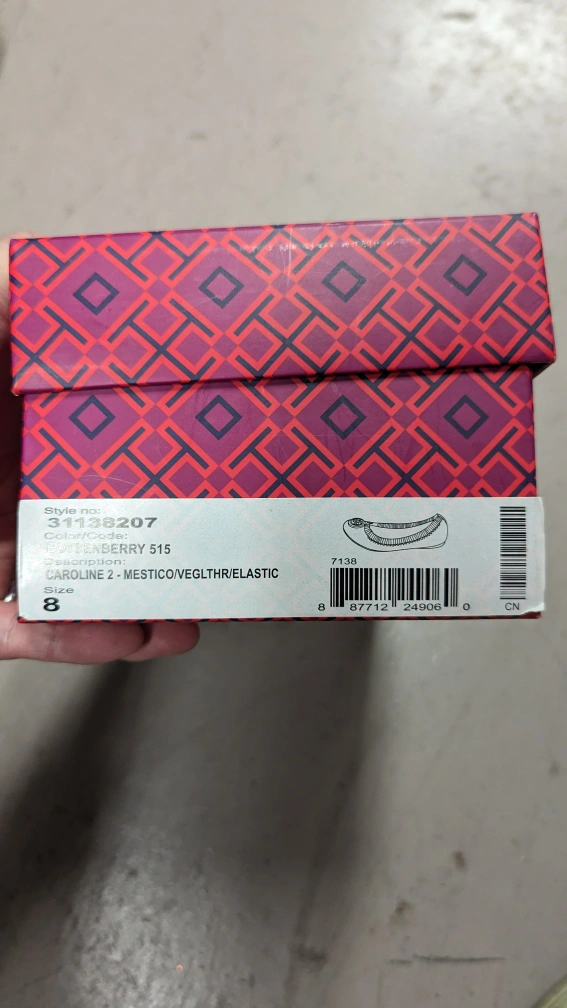 Style no:
31138207
Color/Code:
515
Description:
CAROLINE 2 - MESTICO/VEGLTHR/ELASTIC
Size
8
7138
8 87712 24906 0
CN